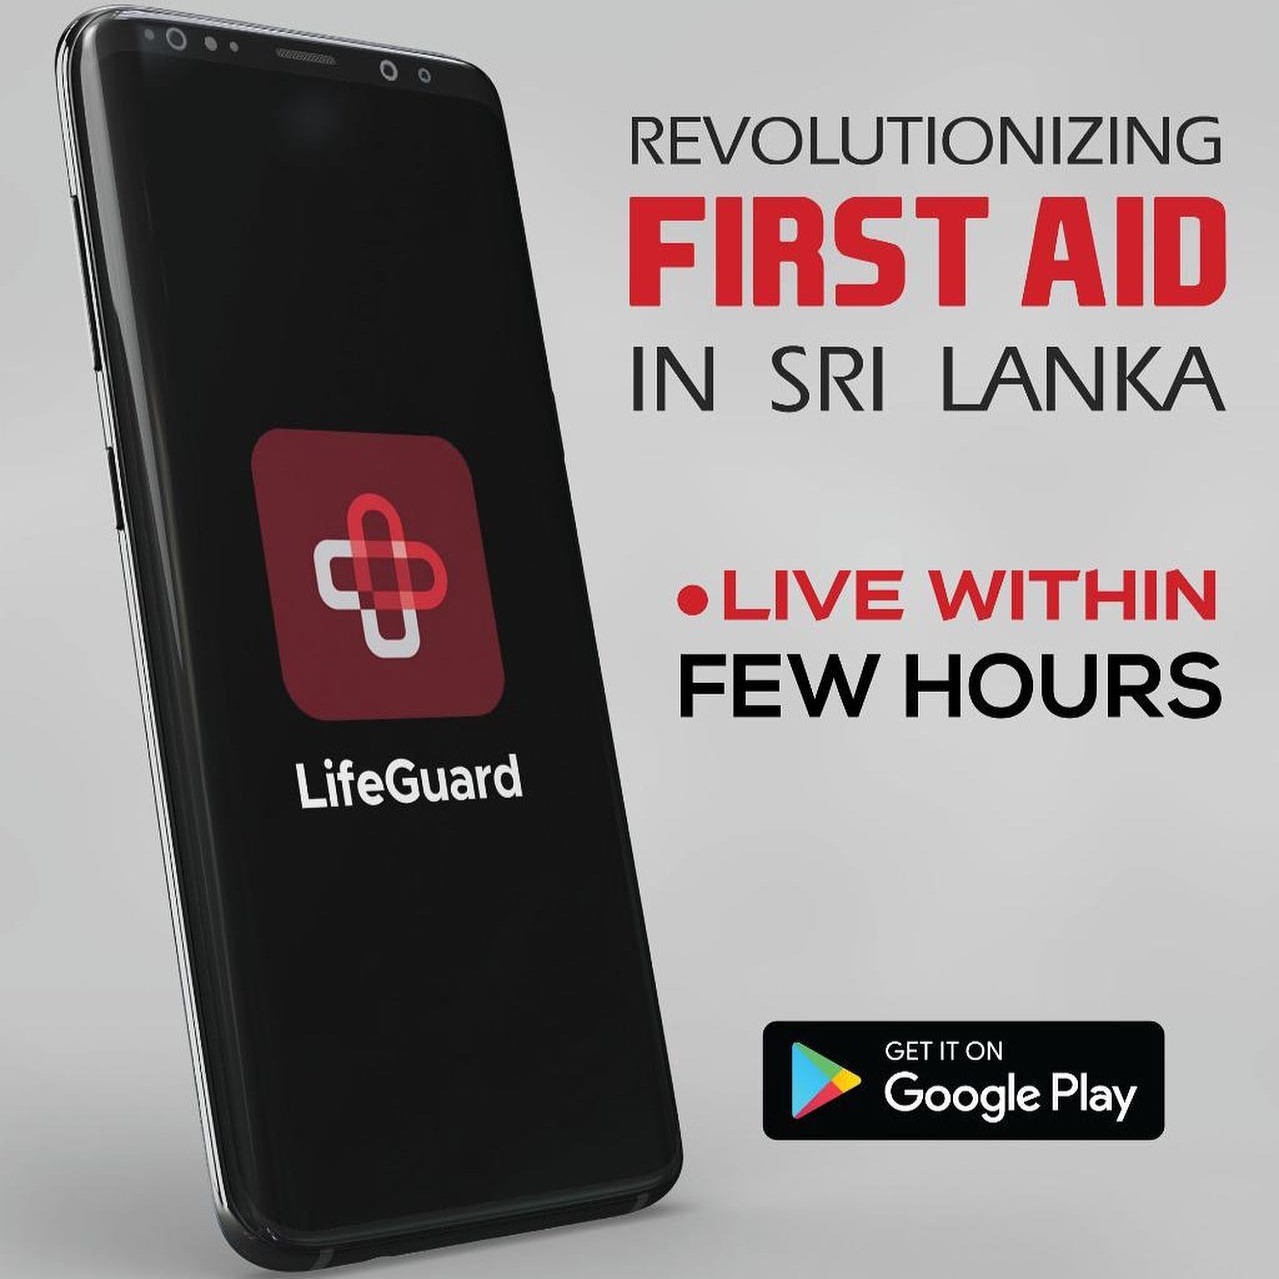 REVOLUTIONIZING
FIRST AID
IN SRI LANKA
•LIVE WITHIN
FEW HOURS
LifeGuard
GET IT ON
Google Play